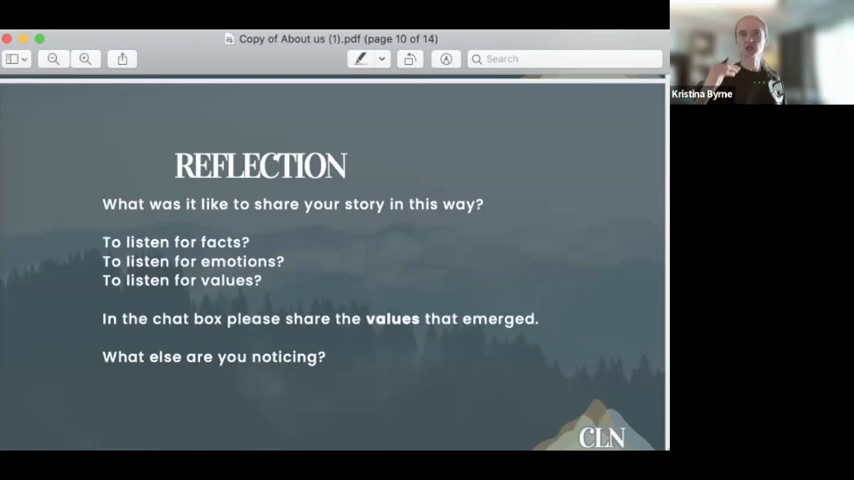 Copy of About us (1).pdf (page 10 of 14)
Search
Kristina Byrne
REFLECTION
What was it like to share your story in this way?
To listen for facts?
To listen for emotions?
To listen for values?
In the chat box please share the values that emerged.
What else are you noticing?
CLN